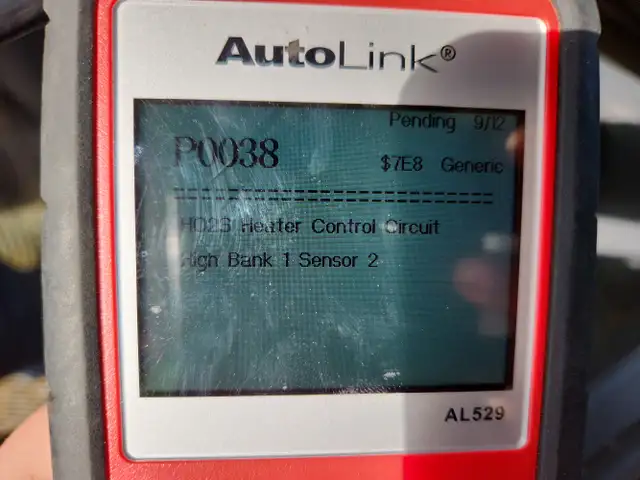 AutoLink®
Pending 9/12
P0038 $7E8 Generic
================================
HO2S Heater Control Circuit
High Bank 1 Sensor 2
AL529